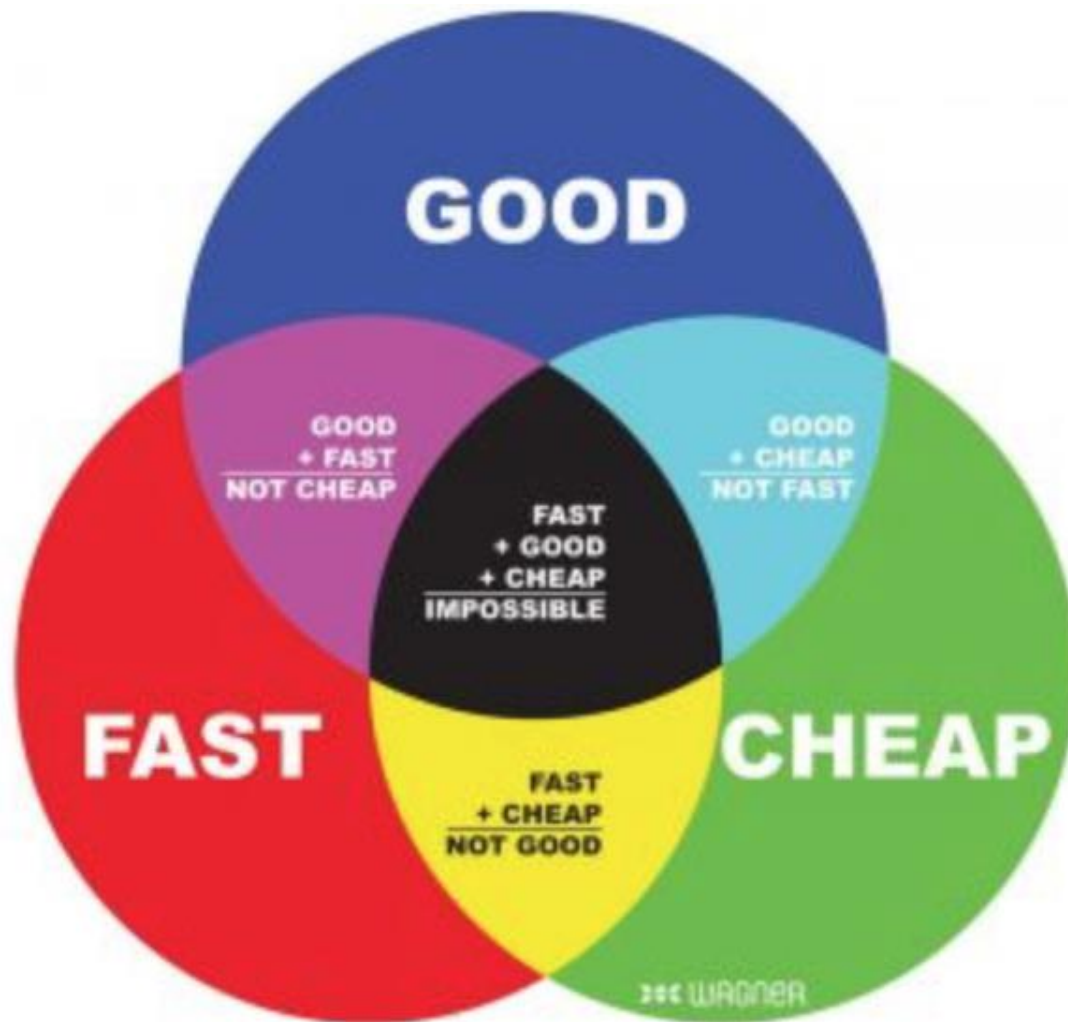 GOOD
GOOD
+ FAST
NOT CHEAP
GOOD
+ CHEAP
NOT FAST
FAST
+ GOOD
+ CHEAP
IMPOSSIBLE
FAST
CHEAP
FAST
+ CHEAP
NOT GOOD
WAGNER